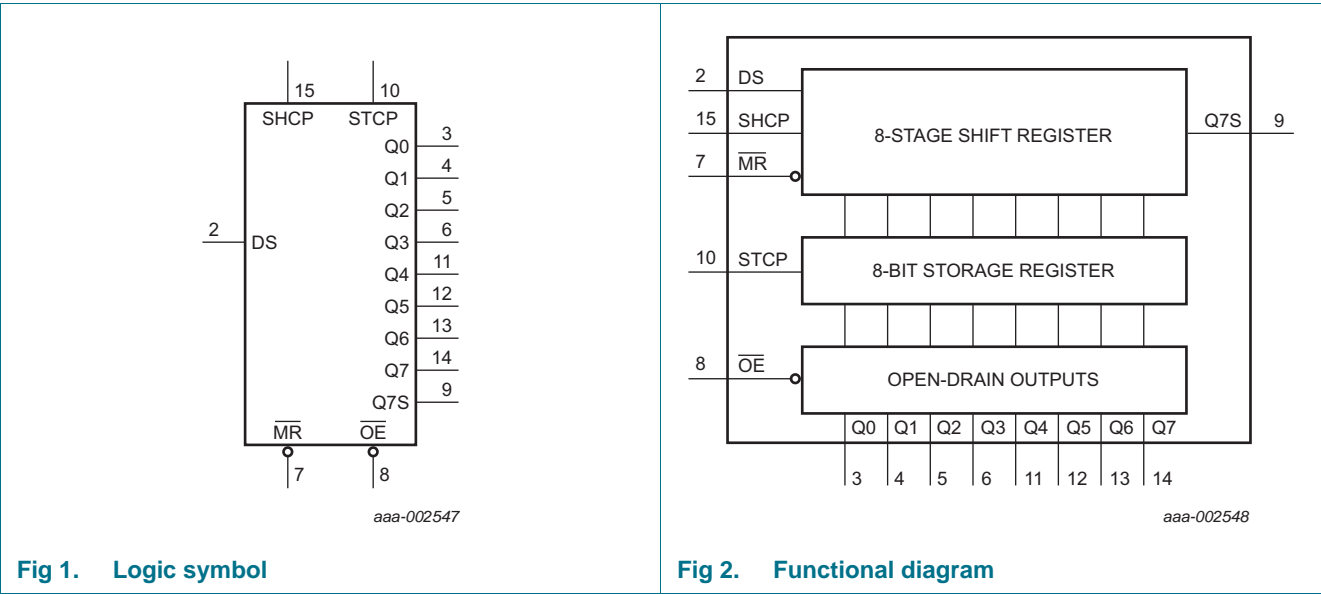 15 10
SHCP STCP
Q0 3
Q1 4
Q2 5
Q3 6
2 DS
Q4 11
Q5 12
Q6 13
Q7 14
Q7S 9
MR OE
7 8
aaa-002547
Fig 1. Logic symbol
2 DS
15 SHCP
7 MR
8-STAGE SHIFT REGISTER
Q7S 9
10 STCP
8-BIT STORAGE REGISTER
8 OE
OPEN-DRAIN OUTPUTS
Q0 Q1 Q2 Q3 Q4 Q5 Q6 Q7
3 4 5 6 11 12 13 14
aaa-002548
Fig 2. Functional diagram